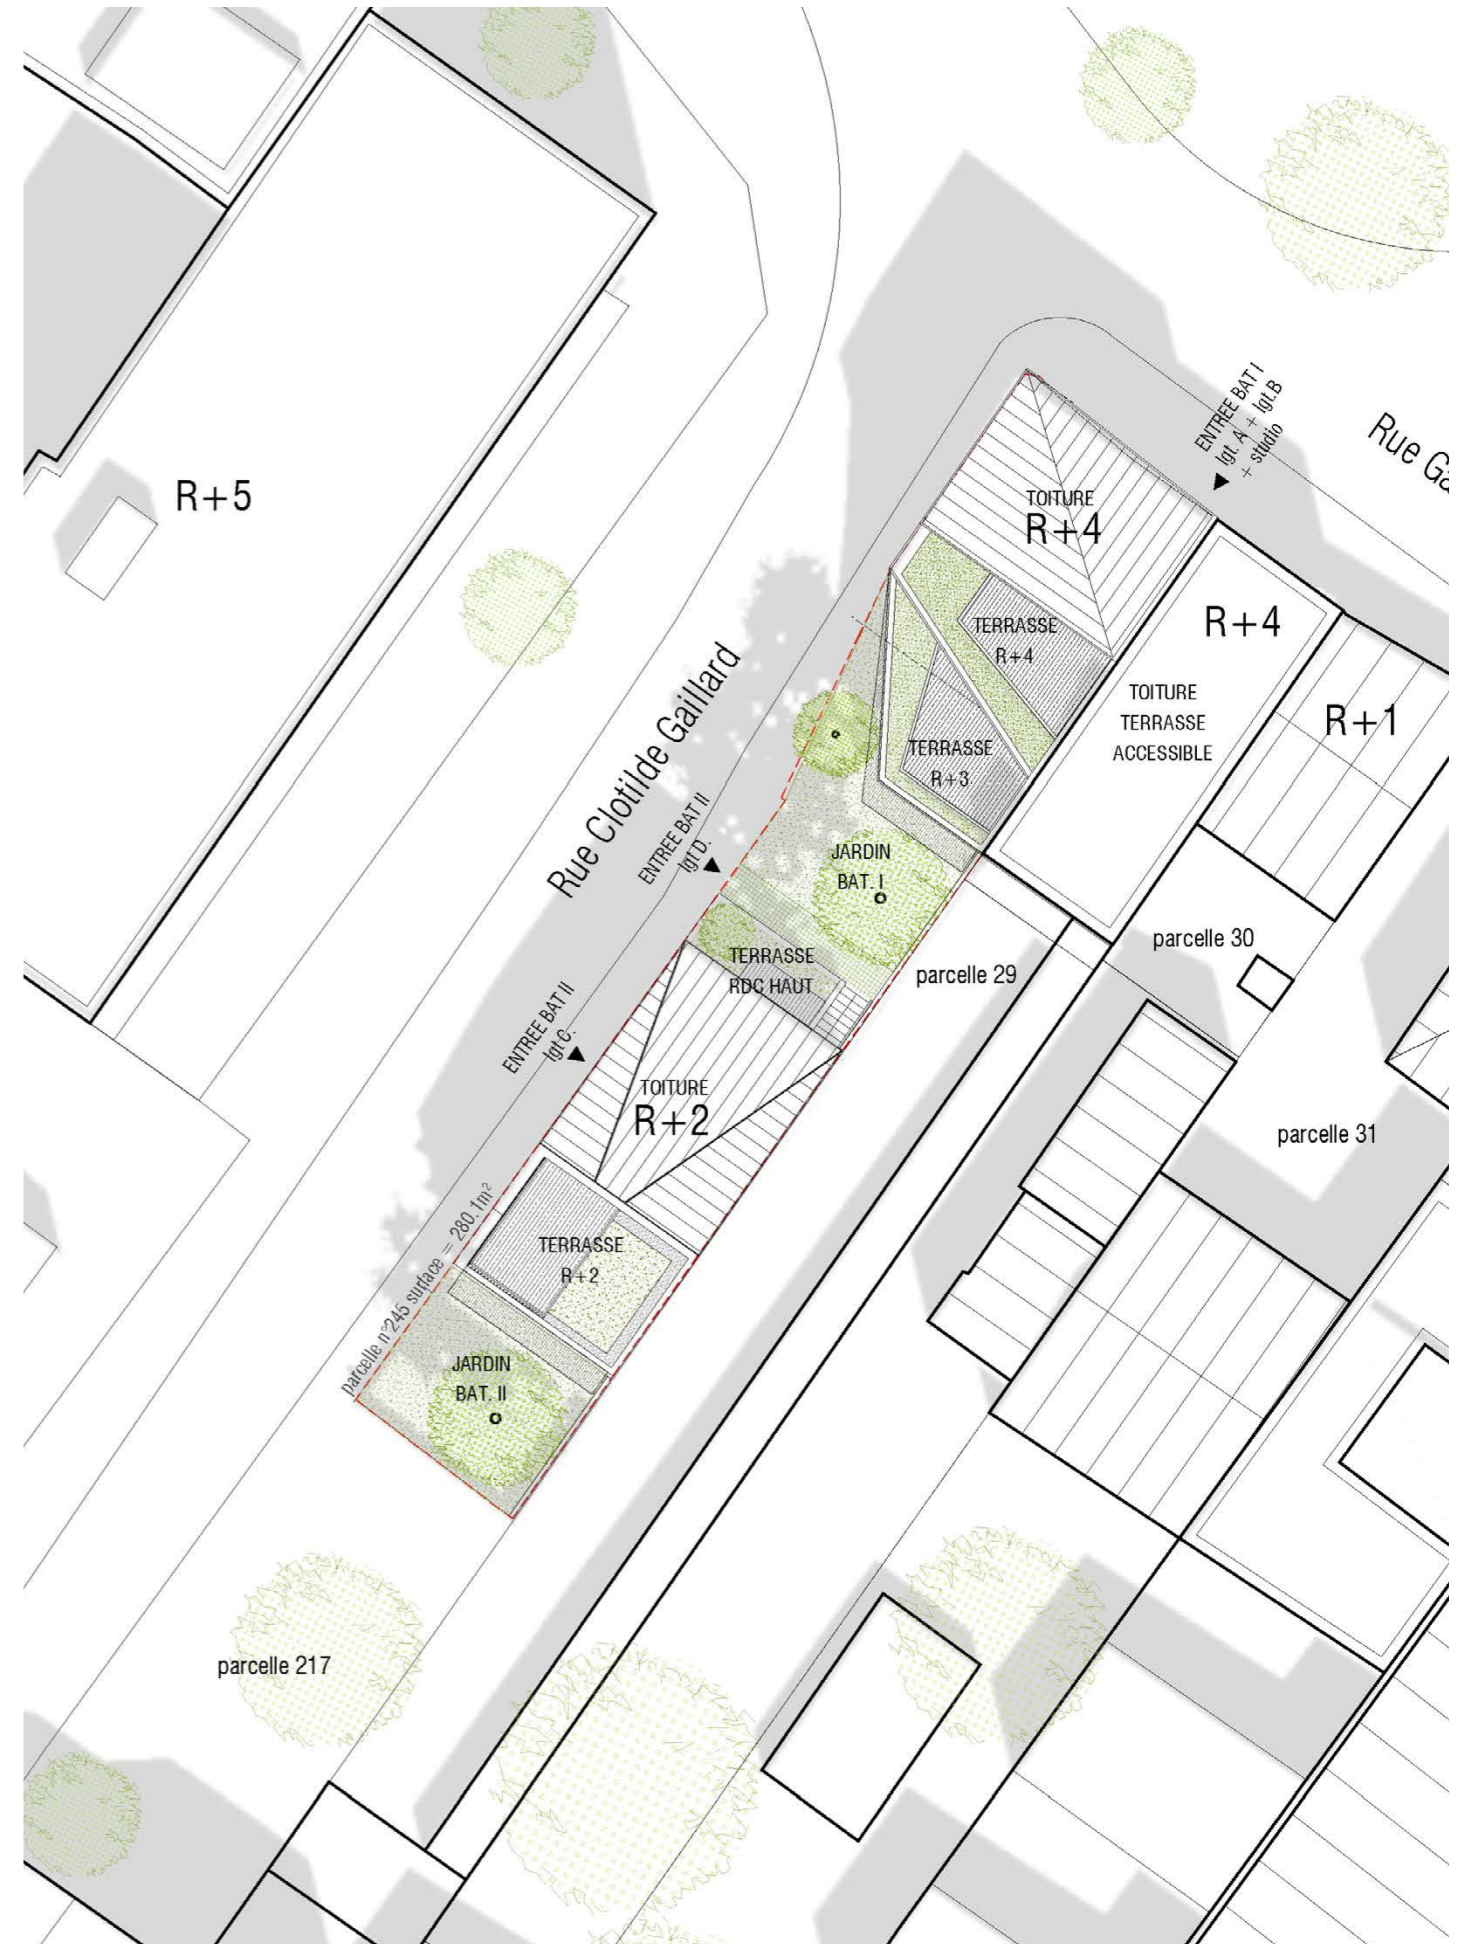 ENTREE BAT I
lgt. A + lgt.B
+ studio
Rue Ga
R+5
TOITURE
R+4
R+4
TERRASSE
R+4
TOITURE
TERRASSE
ACCESSIBLE
R+1
TERRASSE
R+3
Rue Clotilde Gaillard
ENTREE BAT II
lgt D.
JARDIN
BAT. I
parcelle 30
TERRASSE
RDC HAUT
parcelle 29
ENTREE BAT II
lgt C.
TOITURE
R+2
parcelle 31
parcelle n°245 surface = 280.1m²
TERRASSE
R+2
JARDIN
BAT. II
parcelle 217